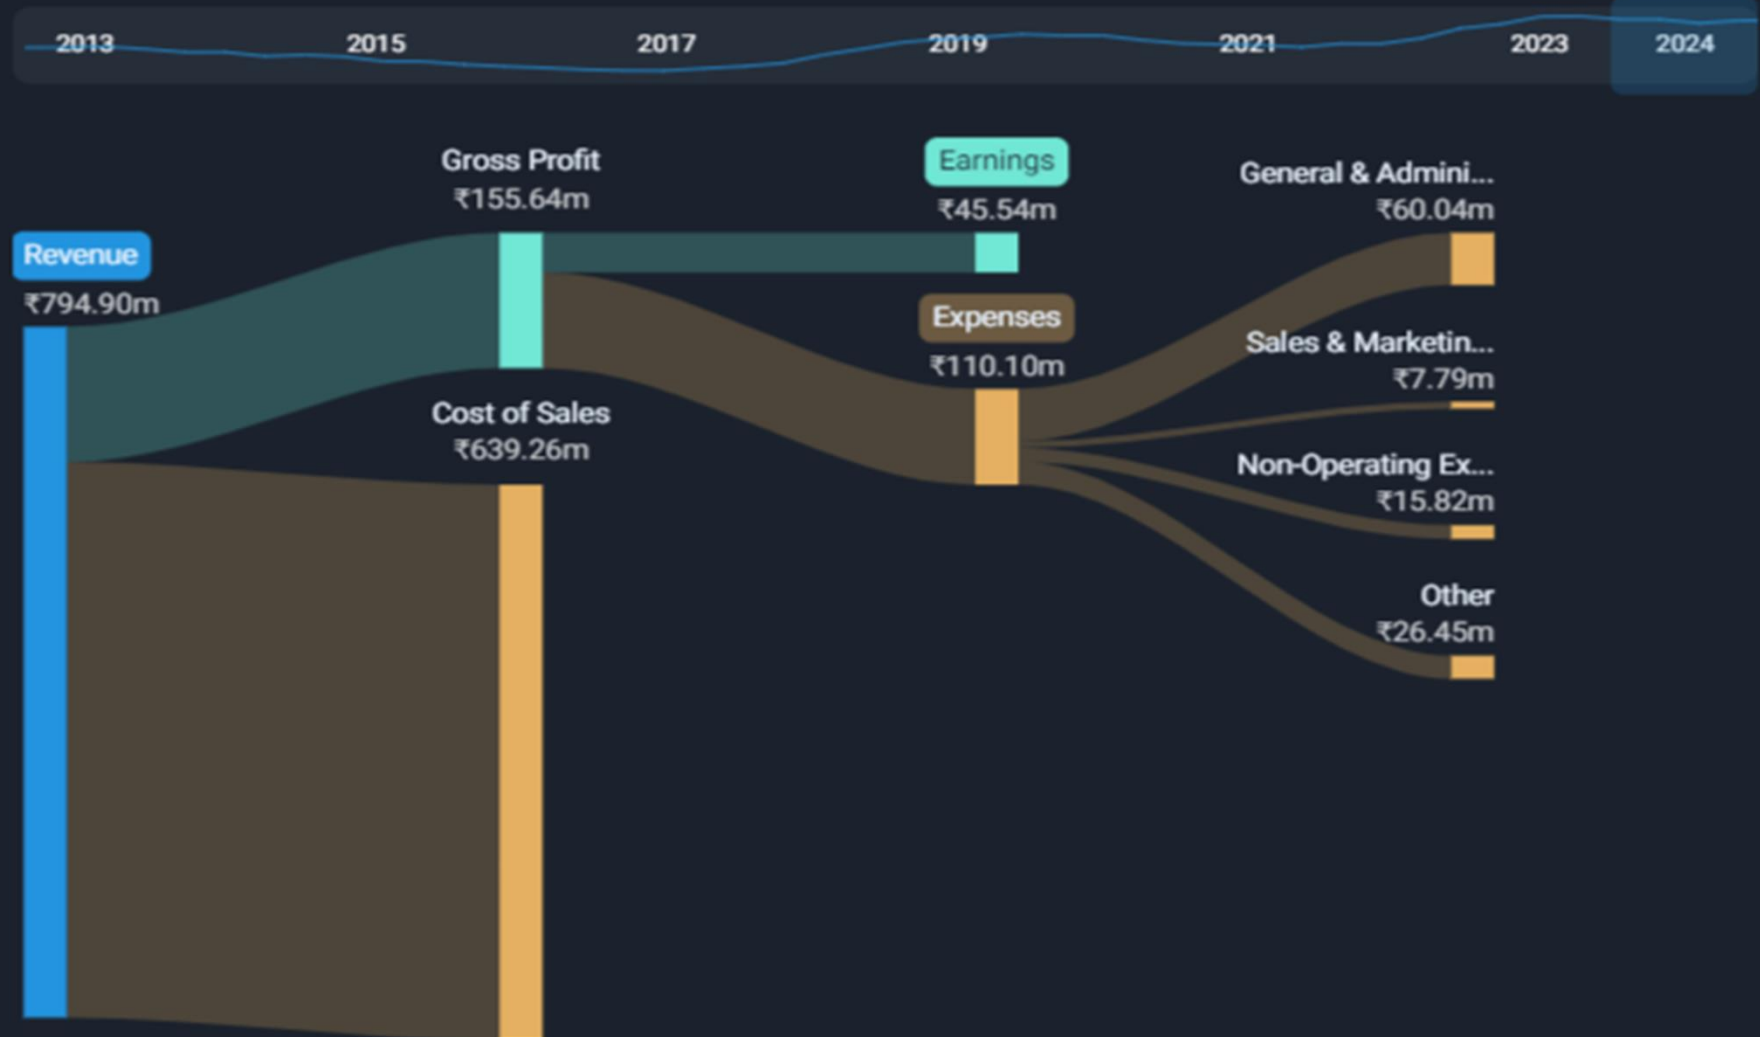 2013 2015 2017 2019 2021 2023 2024
Gross Profit
₹155.64m
Earnings
₹45.54m
General & Admini...
₹60.04m
Revenue
₹794.90m
Expenses
₹110.10m
Sales & Marketin...
₹7.79m
Cost of Sales
₹639.26m
Non-Operating Ex...
₹15.82m
Other
₹26.45m